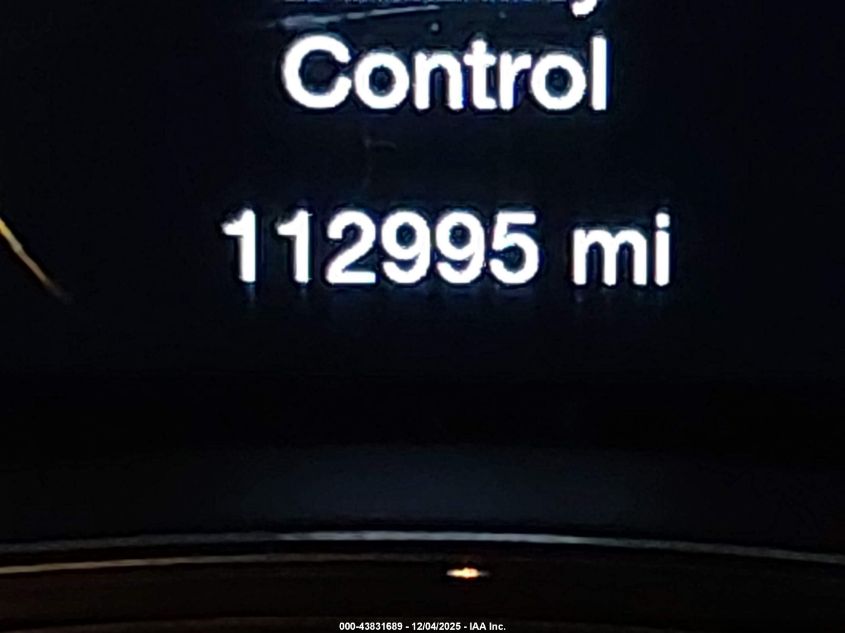 Control
112995 mi
000-43831689 - 12/04/2025 - IAA Inc.